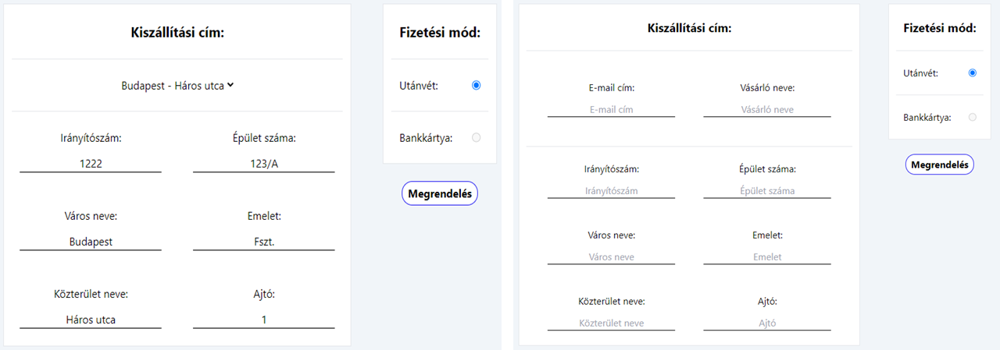 Kiszállítási cím:
Budapest - Háros utca
Irányítószám: Épület száma:
1222 123/A
Város neve: Emelet:
Budapest Fszt.
Közterület neve: Ajtó:
Háros utca 1
Fizetési mód:
Utánvét:
Bankkártya:
Megrendelés
Kiszállítási cím:
E-mail cím: Vásárló neve:
E-mail cím Vásárló neve
Irányítószám: Épület száma:
Irányítószám Épület száma
Város neve: Emelet:
Város neve Emelet
Közterület neve: Ajtó:
Közterület neve Ajtó
Fizetési mód:
Utánvét:
Bankkártya:
Megrendelés